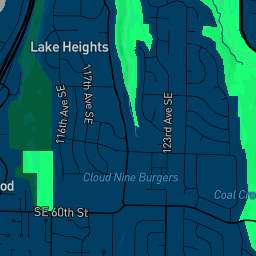 Lake Heights
117th Ave SE
116th Ave SE
123rd Ave SE
Cloud Nine Burgers
od
Coal Cre
SE 60th St